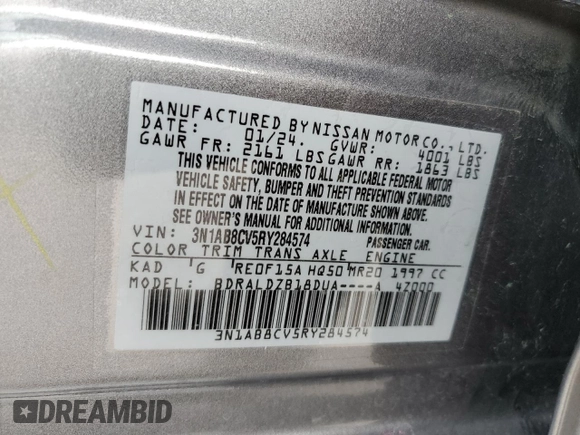 MANUFACTURED BY NISSAN MOTOR CO., LTD.
DATE: 01/24. GVWR: 4001 LBS
GAWR FR: 2161 LBS GAWR RR: 1863 LBS
THIS VEHICLE CONFORMS TO ALL APPLICABLE FEDERAL MOTOR
VEHICLE SAFETY, BUMPER AND THEFT PREVENTION STANDARDS
IN EFFECT ON THE DATE OF MANUFACTURE SHOWN ABOVE.
SEE OWNER'S MANUAL FOR ADDITIONAL INFORMATION.
VIN: 3N1AB8CV5RY284574 PASSENGER CAR.
COLOR TRIM TRANS AXLE ENGINE
KAD G RE0F15A HQ50 MR20 1997 CC
MODEL: BDRALDZB18DUA----A 4Z000
3N1AB8CV5RY284574
DREAMBID